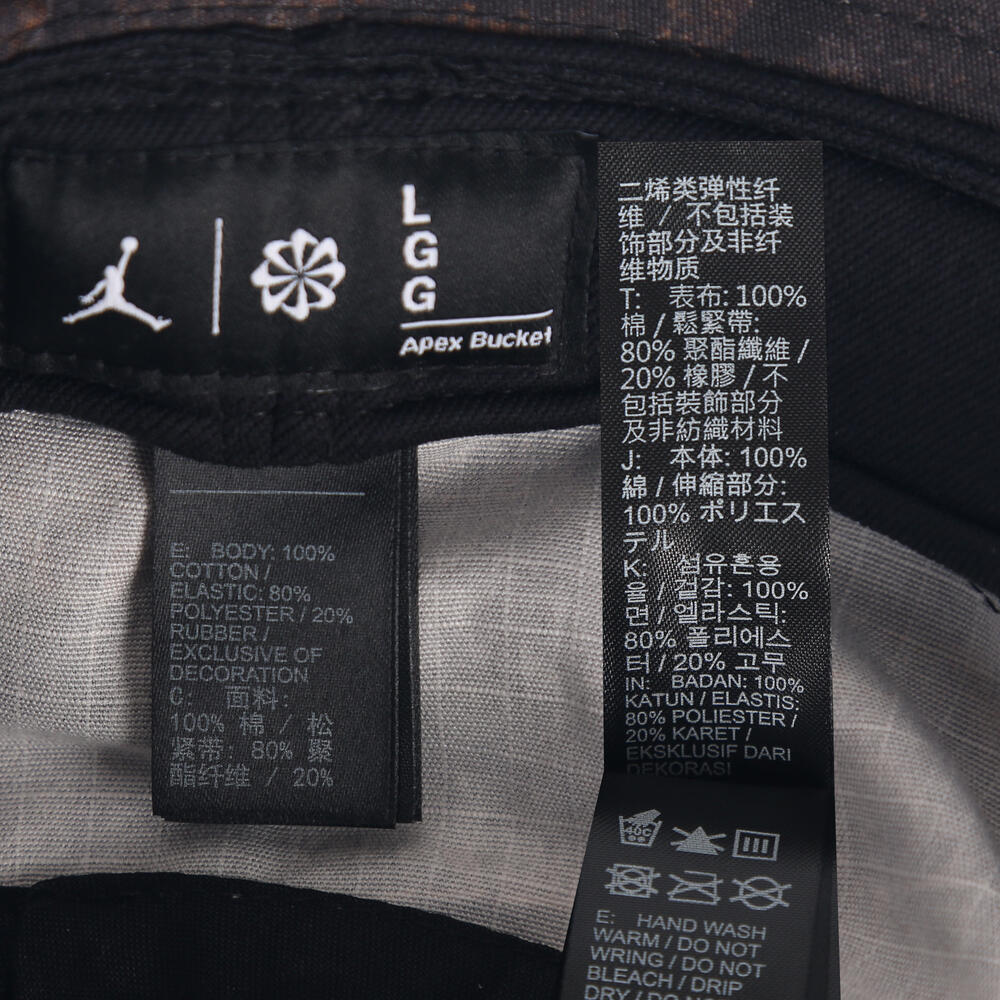 L
G
G
Apex Bucket
E: BODY: 100%
COTTON /
ELASTIC: 80%
POLYESTER / 20%
RUBBER /
EXCLUSIVE OF
DECORATION
C: 面料:
100% 棉 / 松
紧带: 80% 聚
酯纤维 / 20%
二烯类弹性纤
维 / 不包括装
饰部分及非纤
维物质
T: 表布: 100%
棉 / 鬆緊帶:
80% 聚酯纖維 /
20% 橡膠 / 不
包括裝飾部分
及非紡織材料
J: 本体: 100%
綿 / 伸縮部分:
100% ポリエス
テル
K: 섬유혼용
율 / 겉감: 100%
면 / 엘라스틱:
80% 폴리에스
터 / 20% 고무
IN: BADAN: 100%
KATUN / ELASTIS:
80% POLIESTER /
20% KARET /
EKSKLUSIF DARI
DEKORASI
40C
E: HAND WASH
WARM / DO NOT
WRING / DO NOT
BLEACH / DRIP
DRY / DO NOT